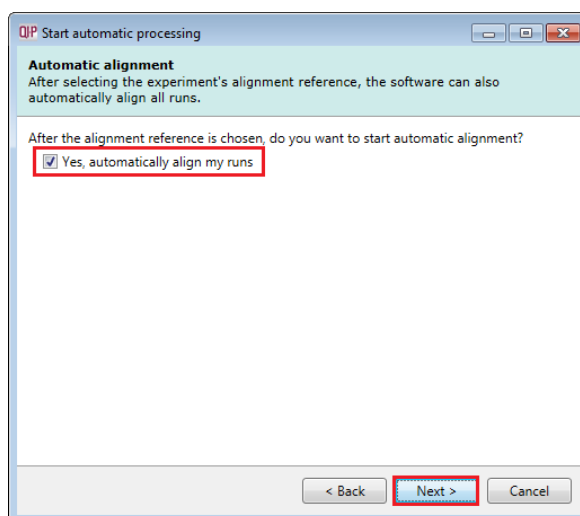 QIP Start automatic processing
Automatic alignment
After selecting the experiment's alignment reference, the software can also
automatically align all runs.
After the alignment reference is chosen, do you want to start automatic alignment?
Yes, automatically align my runs
< Back Next > Cancel